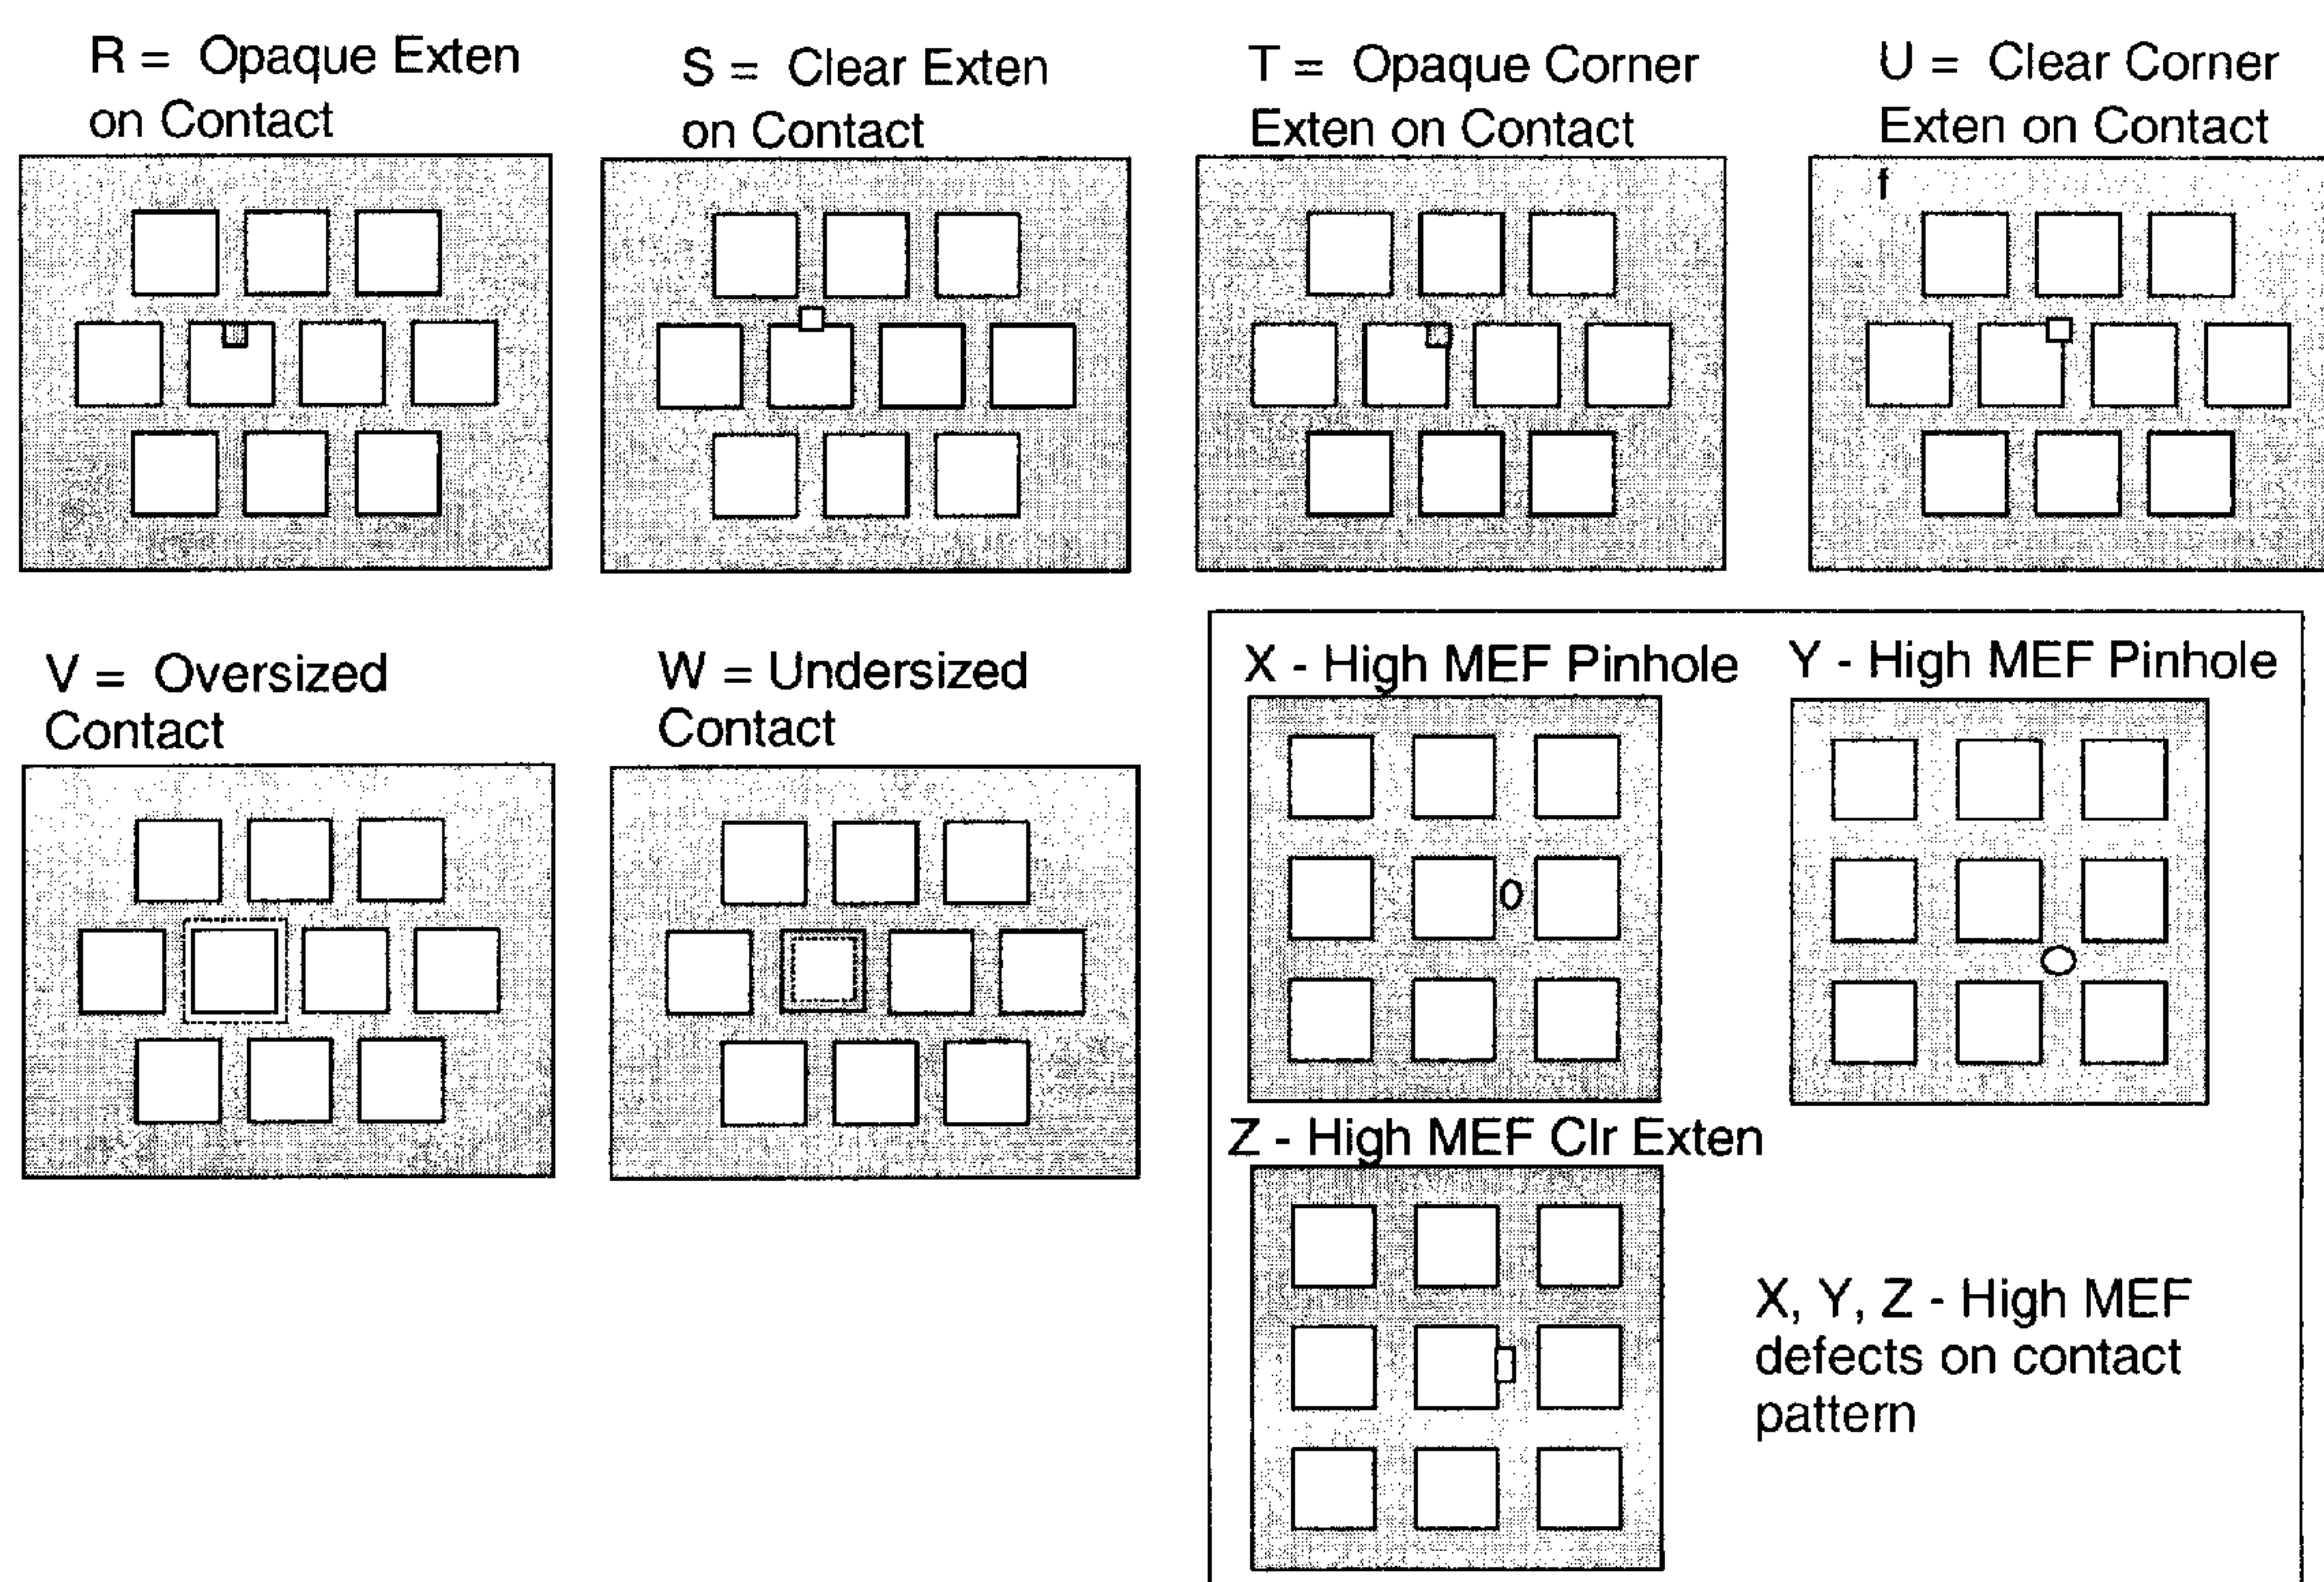 R = Opaque Exten
on Contact
S = Clear Exten
on Contact
T = Opaque Corner
Exten on Contact
U = Clear Corner
Exten on Contact
f
V = Oversized
Contact
W = Undersized
Contact
X - High MEF Pinhole
Y - High MEF Pinhole
Z - High MEF Clr Exten
X, Y, Z - High MEF
defects on contact
pattern